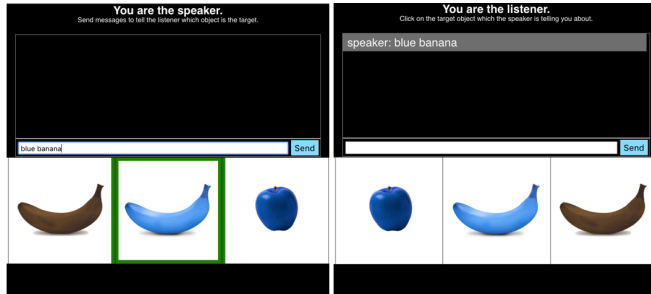 You are the speaker.
Send messages to tell the listener which object is the target.
blue banana
Send
You are the listener.
Click on the target object which the speaker is telling you about.
speaker: blue banana
Send